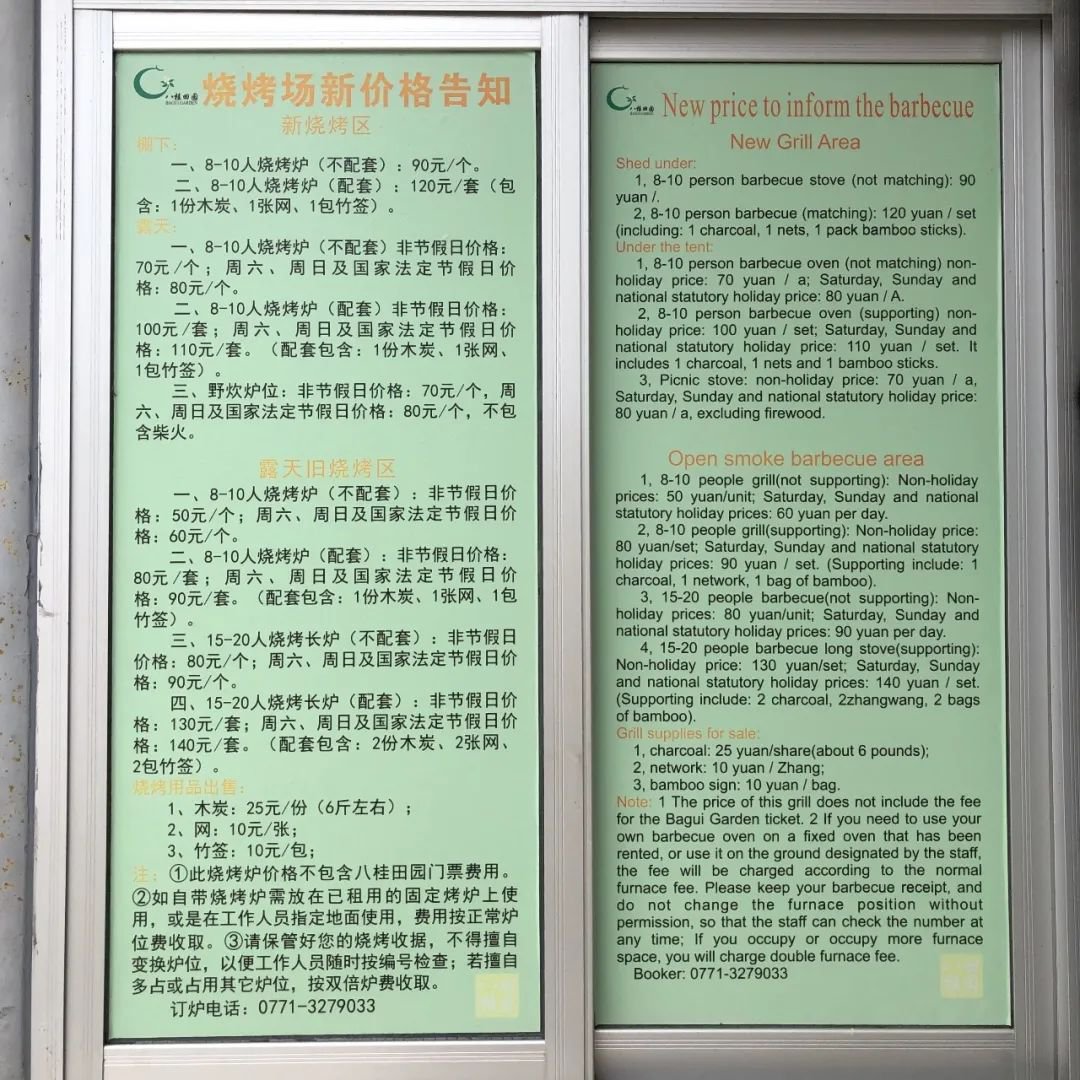 八桂田园
BAGUI GARDEN
烧烤场新价格告知
新烧烤区
棚下:
一、8-10人烧烤炉（不配套）: 90元/个。
二、8-10人烧烤炉（配套）: 120元/套（包
含: 1份木炭、1张网、1包竹签）。
露天:
一、8-10人烧烤炉（不配套）非节假日价格:
70元/个；周六、周日及国家法定节假日价
格: 80元/个。
二、8-10人烧烤炉（配套）非节假日价格:
100元/套；周六、周日及国家法定节假日价
格: 110元/套。（配套包含: 1份木炭、1张网、
1包竹签）。
三、野炊炉位: 非节假日价格: 70元/个，周
六、周日及国家法定节假日价格: 80元/个，不包
含柴火。
露天旧烧烤区
一、8-10人烧烤炉（不配套）: 非节假日价
格: 50元/个；周六、周日及国家法定节假日价
格: 60元/个。
二、8-10人烧烤炉（配套）: 非节假日价格:
80元/套；周六、周日及国家法定节假日价
格: 90元/套。（配套包含: 1份木炭、1张网、1包
竹签）。
三、15-20人烧烤长炉（不配套）: 非节假日
价格: 80元/个；周六、周日及国家法定节假日价
格: 90元/个。
四、15-20人烧烤长炉（配套）: 非节假日价
格: 130元/套；周六、周日及国家法定节假日价
格: 140元/套。（配套包含: 2份木炭、2张网、
2包竹签）。
烧烤用品出售:
1、木炭: 25元/份（6斤左右）;
2、网: 10元/张;
3、竹签: 10元/包;
注: ①此烧烤炉价格不包含八桂田园门票费用。
②如自带烧烤炉需放在已租用的固定烤炉上使
用，或是在工作人员指定地面使用，费用按正常炉
位费收取。③请保管好您的烧烤收据，不得擅自
变换炉位，以便工作人员随时按编号检查；若擅自
多占或占用其它炉位，按双倍炉费收取。
订炉电话: 0771-3279033
八桂田园
BAGUI GARDEN
New price to inform the barbecue
New Grill Area
Shed under:
1, 8-10 person barbecue stove (not matching): 90
yuan /.
2, 8-10 person barbecue (matching): 120 yuan / set
(including: 1 charcoal, 1 nets, 1 pack bamboo sticks).
Under the tent:
1, 8-10 person barbecue oven (not matching) non-
holiday price: 70 yuan / a; Saturday, Sunday and
national statutory holiday price: 80 yuan / A.
2, 8-10 person barbecue oven (supporting) non-
holiday price: 100 yuan / set; Saturday, Sunday and
national statutory holiday price: 110 yuan / set. It
includes 1 charcoal, 1 nets and 1 bamboo sticks.
3, Picnic stove: non-holiday price: 70 yuan / a,
Saturday, Sunday and national statutory holiday price:
80 yuan / a, excluding firewood.
Open smoke barbecue area
1, 8-10 people grill(not supporting): Non-holiday
prices: 50 yuan/unit; Saturday, Sunday and national
statutory holiday prices: 60 yuan per day.
2, 8-10 people grill(supporting): Non-holiday price:
80 yuan/set; Saturday, Sunday and national statutory
holiday prices: 90 yuan / set. (Supporting include: 1
charcoal, 1 network, 1 bag of bamboo).
3, 15-20 people barbecue(not supporting): Non-
holiday prices: 80 yuan/unit; Saturday, Sunday and
national statutory holiday prices: 90 yuan per day.
4, 15-20 people barbecue long stove(supporting):
Non-holiday price: 130 yuan/set; Saturday, Sunday
and national statutory holiday prices: 140 yuan / set.
(Supporting include: 2 charcoal, 2zhangwang, 2 bags
of bamboo).
Grill supplies for sale:
1, charcoal: 25 yuan/share(about 6 pounds);
2, network: 10 yuan / Zhang;
3, bamboo sign: 10 yuan / bag.
Note: 1 The price of this grill does not include the fee
for the Bagui Garden ticket. 2 If you need to use your
own barbecue oven on a fixed oven that has been
rented, or use it on the ground designated by the staff,
the fee will be charged according to the normal
furnace fee. Please keep your barbecue receipt, and
do not change the furnace position without
permission, so that the staff can check the number at
any time; If you occupy or occupy more furnace
space, you will charge double furnace fee.
Booker: 0771-3279033